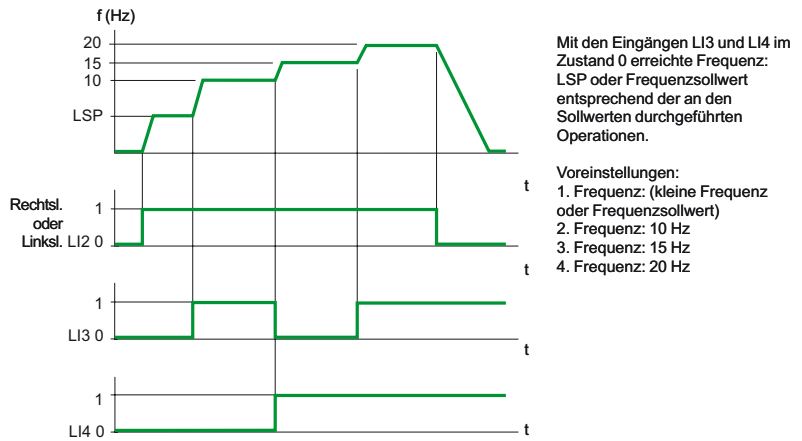 f (Hz)
20
15
10
LSP
t
Rechtsl.
oder
Linksl. LI2 0
1
t
1
LI3 0
t
1
LI4 0
t
Mit den Eingängen LI3 und LI4 im
Zustand 0 erreichte Frequenz:
LSP oder Frequenzsollwert
entsprechend der an den
Sollwerten durchgeführten
Operationen.
Voreinstellungen:
1. Frequenz: (kleine Frequenz
oder Frequenzsollwert)
2. Frequenz: 10 Hz
3. Frequenz: 15 Hz
4. Frequenz: 20 Hz